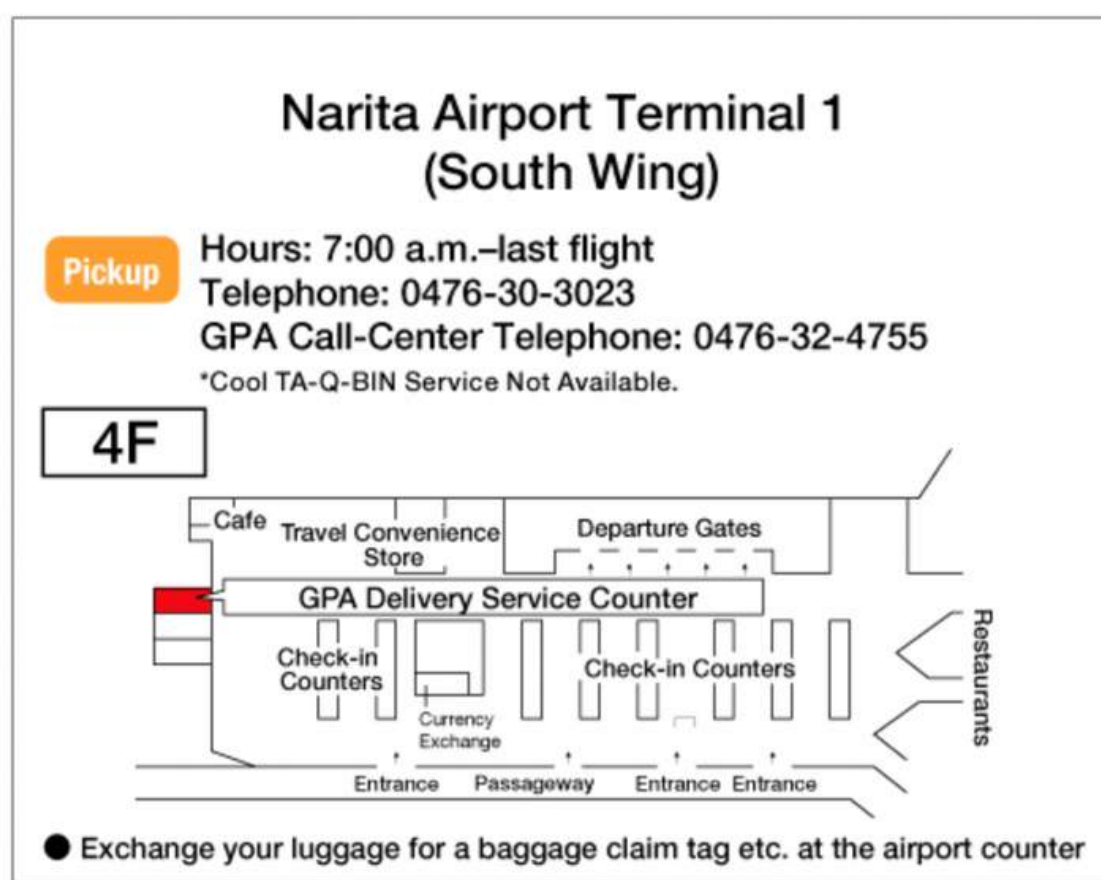 Narita Airport Terminal 1
(South Wing)
Pickup
Hours: 7:00 a.m.–last flight
Telephone: 0476-30-3023
GPA Call-Center Telephone: 0476-32-4755
*Cool TA-Q-BIN Service Not Available.
4F
Cafe
Travel Convenience
Store
Departure Gates
GPA Delivery Service Counter
Check-in
Counters
Check-in Counters
Currency
Exchange
Restaurants
Entrance
Passageway
Entrance
Entrance
● Exchange your luggage for a baggage claim tag etc. at the airport counter